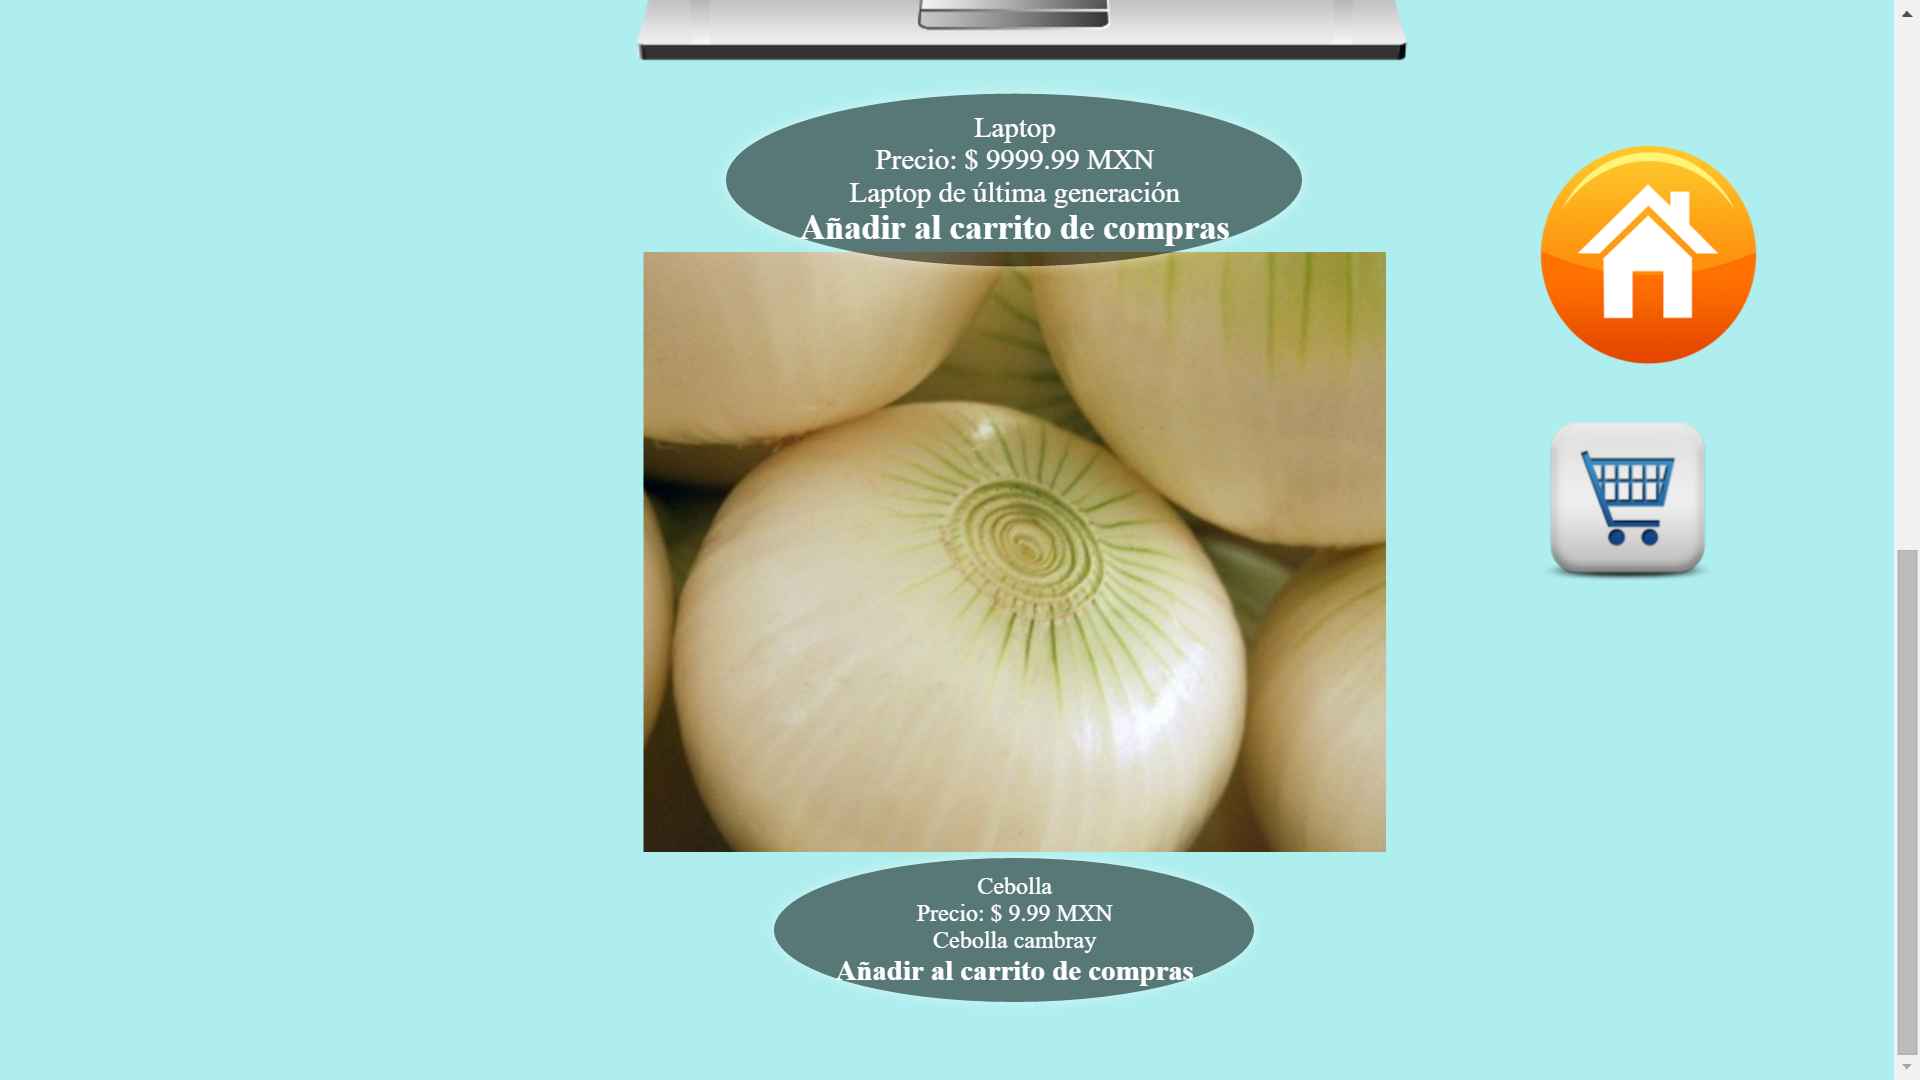 Laptop
Precio: $ 9999.99 MXN
Laptop de última generación
Añadir al carrito de compras
Cebolla
Precio: $ 9.99 MXN
Cebolla cambray
Añadir al carrito de compras